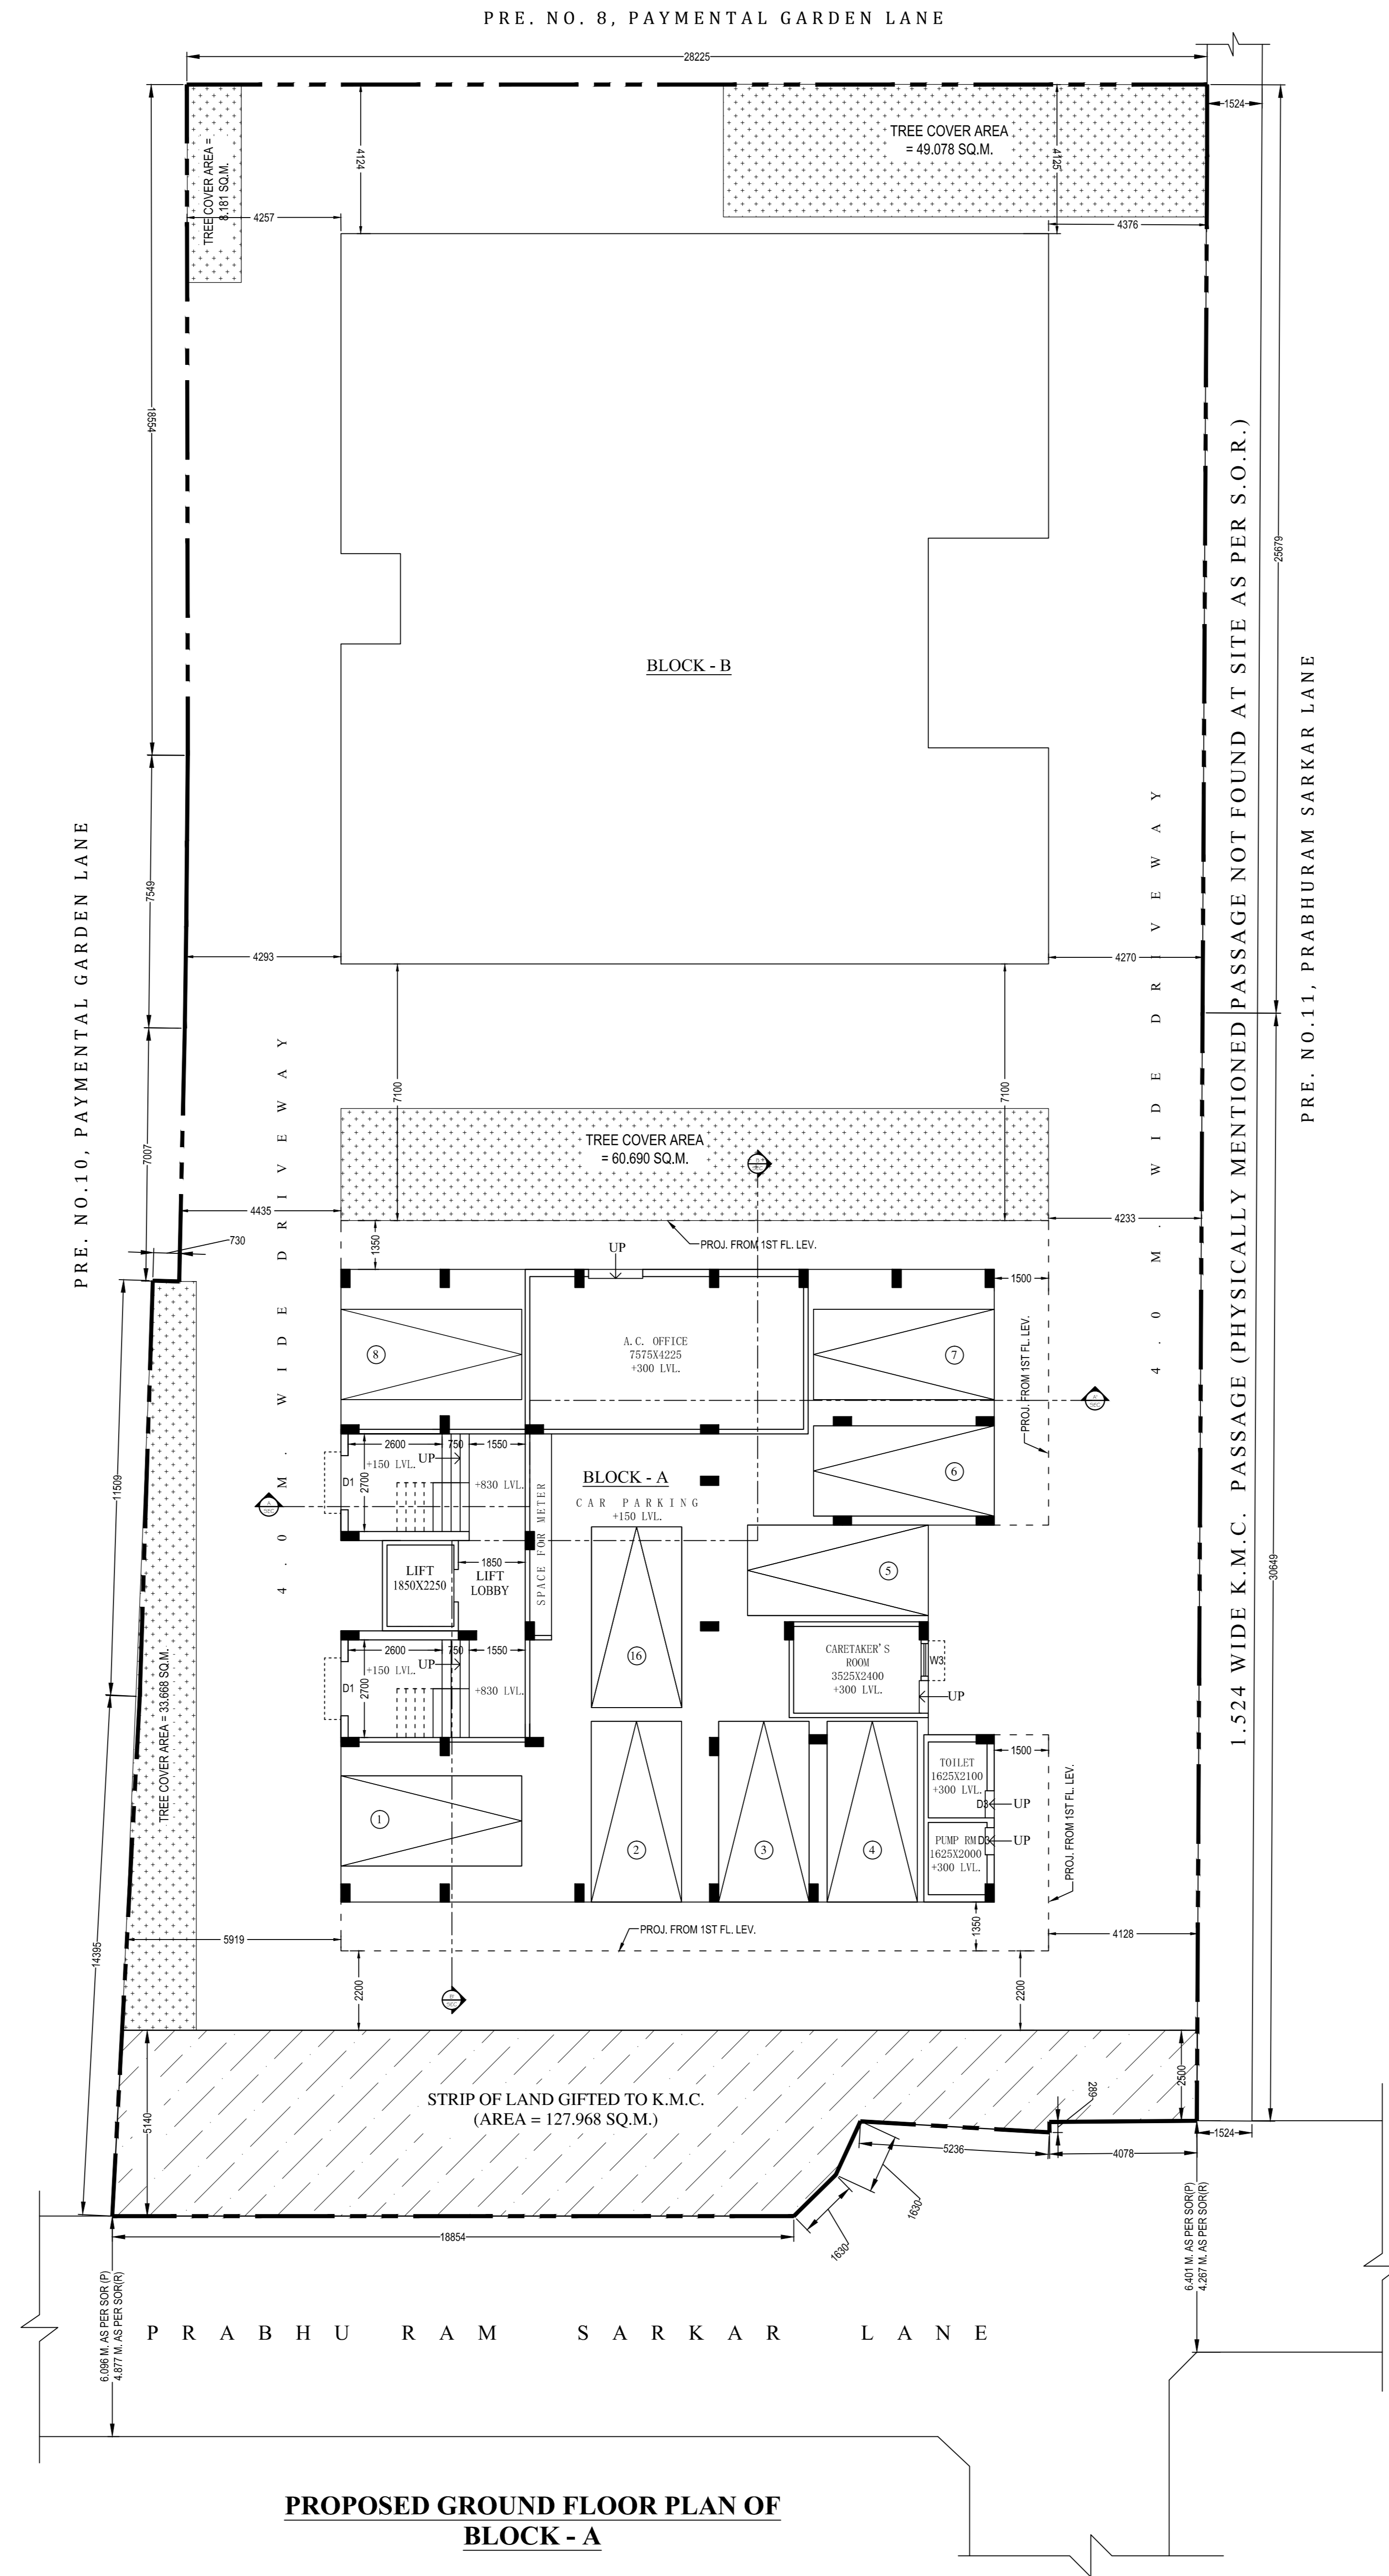 PRE. NO. 8, PAYMENTAL GARDEN LANE
28225
1524
TREE COVER AREA =
8.181 SQ.M.
4124
TREE COVER AREA
= 49.078 SQ.M.
4125
4257
4376
18554
25679
BLOCK - B
PRE. NO.10, PAYMENTAL GARDEN LANE
PRE. NO.11, PRABHURAM SARKAR LANE
1.524 WIDE K.M.C. PASSAGE (PHYSICALLY MENTIONED PASSAGE NOT FOUND AT SITE AS PER S.O.R.)
4.0 M. WIDE DRIVEWAY
4.0 M. WIDE DRIVEWAY
7549
4293
4270
7100
7100
7007
TREE COVER AREA
= 60.690 SQ.M.
4435
4233
730
1350
PROJ. FROM 1ST FL. LEV.
UP
1500
PROJ. FROM 1ST FL. LEV.
A.C. OFFICE
7575X4225
+300 LVL.
8
7
6
11509
2600
750
1550
+150 LVL.
UP
D1
2700
+830 LVL.
BLOCK - A
CAR PARKING
+150 LVL.
SPACE FOR METER
LIFT
1850X2250
1850
LIFT
LOBBY
5
30649
2600
750
1550
+150 LVL.
UP
D1
2700
+830 LVL.
16
CARETAKER'S
ROOM
3525X2400
+300 LVL.
W3
UP
TREE COVER AREA = 33.668 SQ.M.
1500
TOILET
1625X2100
+300 LVL.
D3
UP
PUMP RM
1625X2000
+300 LVL.
D3
UP
PROJ. FROM 1ST FL. LEV.
1
2
3
4
14395
5919
PROJ. FROM 1ST FL. LEV.
1350
4128
2200
2200
STRIP OF LAND GIFTED TO K.M.C.
(AREA = 127.968 SQ.M.)
5140
2500
289
5236
4078
1524
1630
1630
18854
6.096 M. AS PER SOR (P)
4.877 M. AS PER SOR(R)
6.401 M. AS PER SOR(P)
4.267 M. AS PER SOR(R)
PRABHU RAM SARKAR LANE
PROPOSED GROUND FLOOR PLAN OF
BLOCK - A